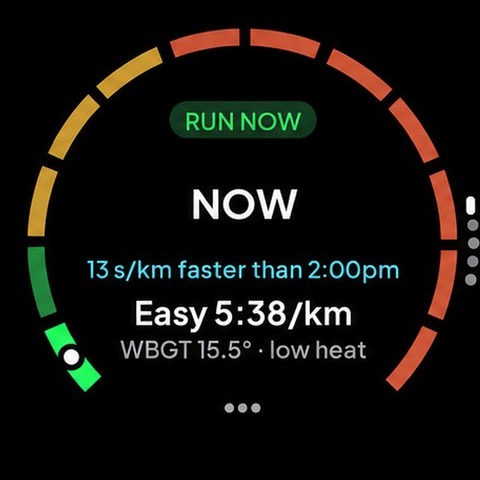 RUN NOW
NOW
13 s/km faster than 2:00pm
Easy 5:38/km
WBGT 15.5° · low heat